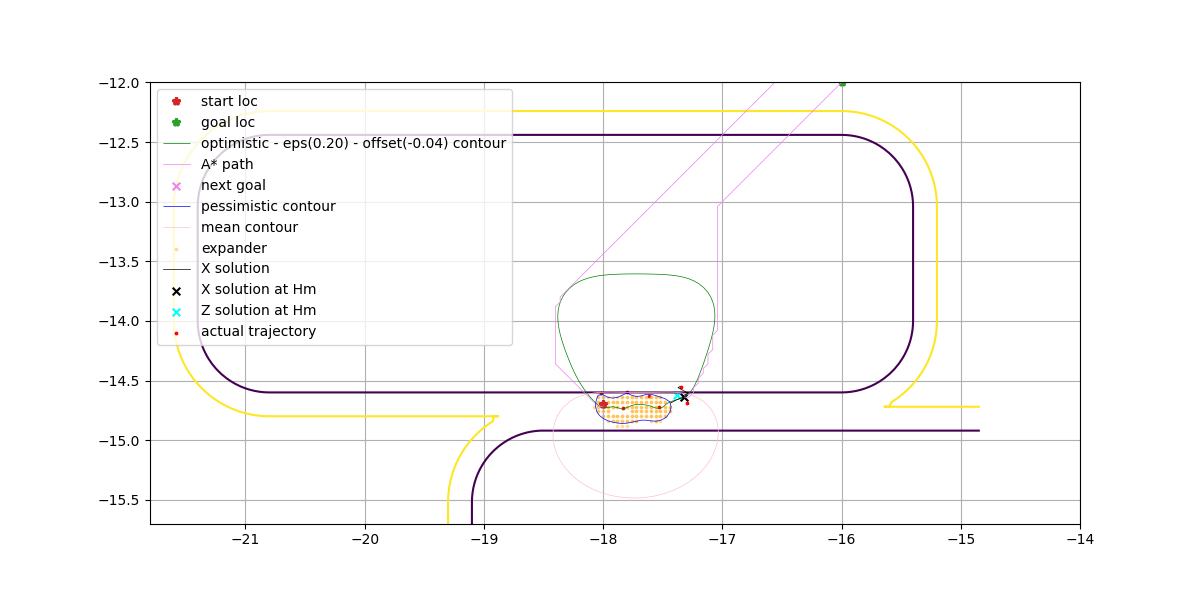 −12.0
−12.5
−13.0
−13.5
−14.0
−14.5
−15.0
−15.5
start loc
goal loc
optimistic - eps(0.20) - offset(-0.04) contour
A* path
next goal
pessimistic contour
mean contour
expander
X solution
X solution at Hm
Z solution at Hm
actual trajectory
−21 −20 −19 −18 −17 −16 −15 −14